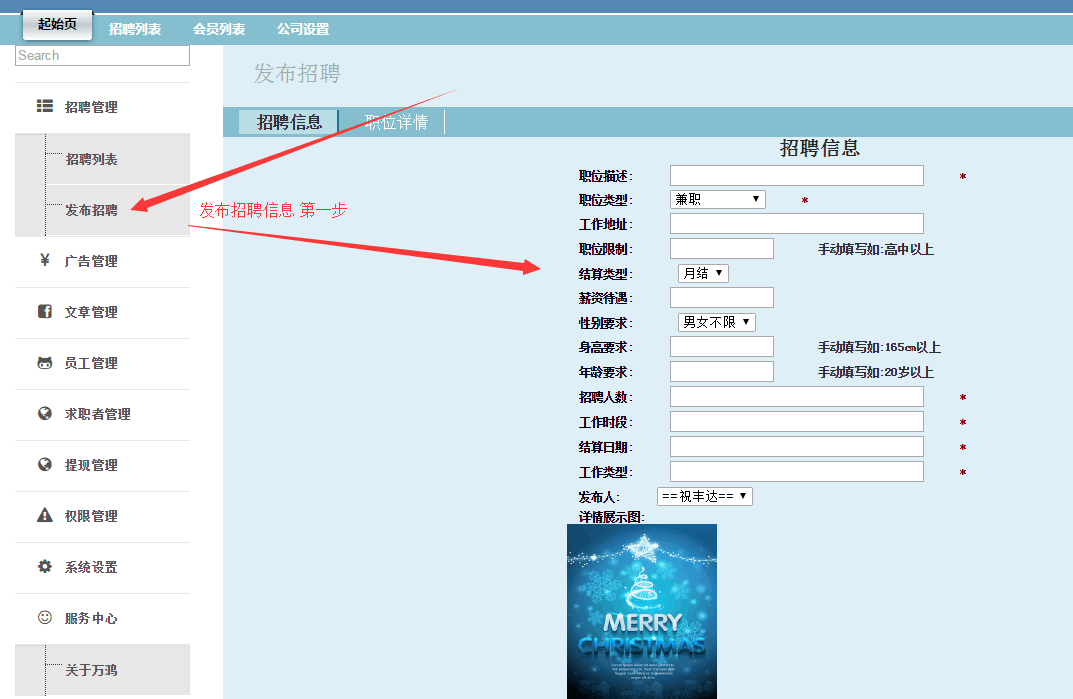 起始页 招聘列表 会员列表 公司设置
Search
招聘管理
招聘列表
发布招聘
广告管理
文章管理
员工管理
求职者管理
提现管理
权限管理
系统设置
服务中心
关于万鸿
发布招聘
招聘信息 职位详情
发布招聘信息 第一步
招聘信息
职位描述: *
职位类型: 兼职 *
工作地址:
职位限制: 手动填写如:高中以上
结算类型: 月结
薪资待遇:
性别要求: 男女不限
身高要求: 手动填写如:165cm以上
年龄要求: 手动填写如:20岁以上
招聘人数: *
工作时段: *
结算日期: *
工作类型: *
发布人: ==祝丰达==
详情展示图:
MERRY
CHRISTMAS